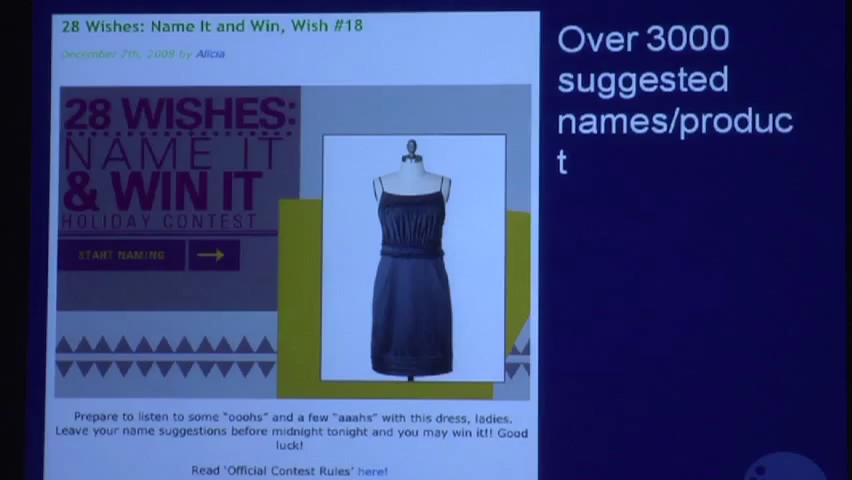 28 Wishes: Name It and Win, Wish #18
December 7th, 2009 by Alicia
28 WISHES:
NAME IT
& WIN IT
HOLIDAY CONTEST
START NAMING
Prepare to listen to some "ooohs" and a few "aaahs" with this dress, ladies.
Leave your name suggestions before midnight tonight and you may win it!! Good
luck!
Read 'Official Contest Rules' here!
Over 3000
suggested
names/produc
t